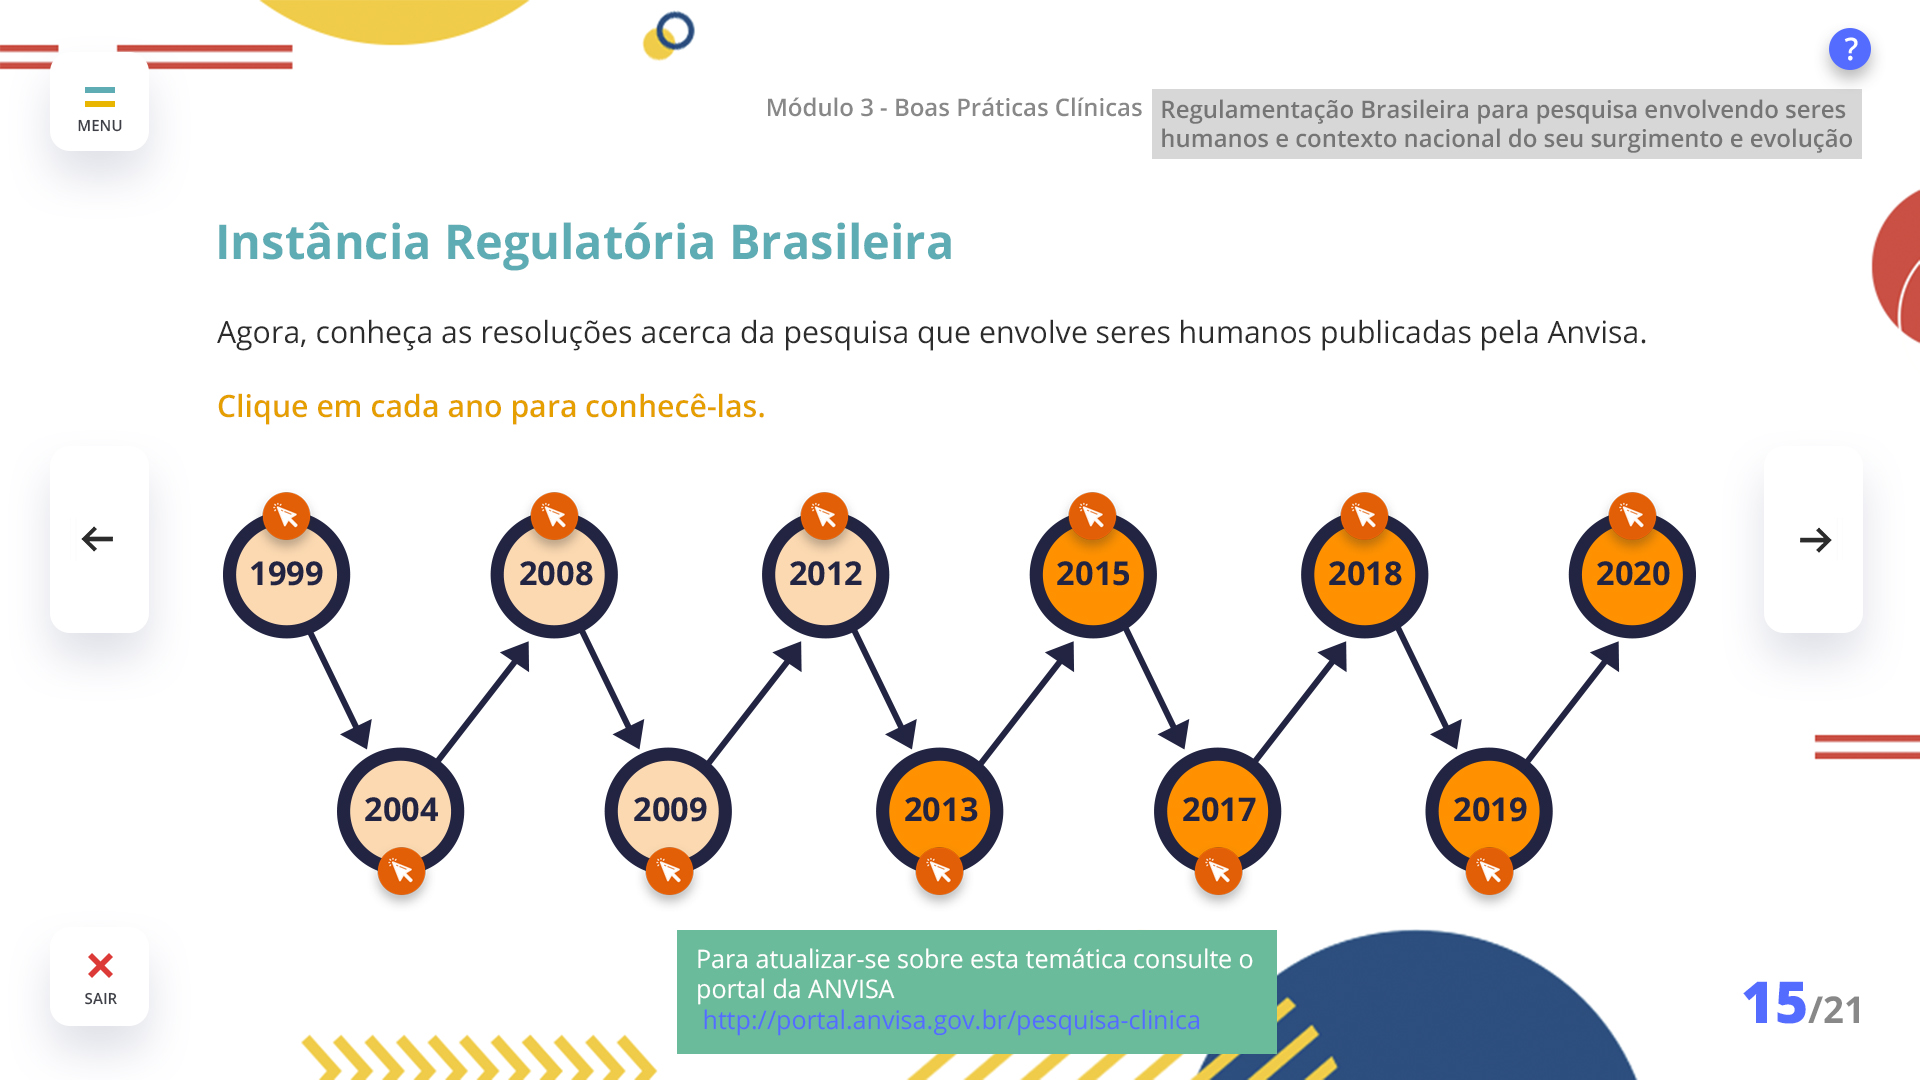 ?
MENU
Módulo 3 - Boas Práticas Clínicas
Regulamentação Brasileira para pesquisa envolvendo seres
humanos e contexto nacional do seu surgimento e evolução
Instância Regulatória Brasileira
Agora, conheça as resoluções acerca da pesquisa que envolve seres humanos publicadas pela Anvisa.
Clique em cada ano para conhecê-las.
1999
2008
2012
2015
2018
2020
2004
2009
2013
2017
2019
Para atualizar-se sobre esta temática consulte o
portal da ANVISA
http://portal.anvisa.gov.br/pesquisa-clinica
SAIR
15/21